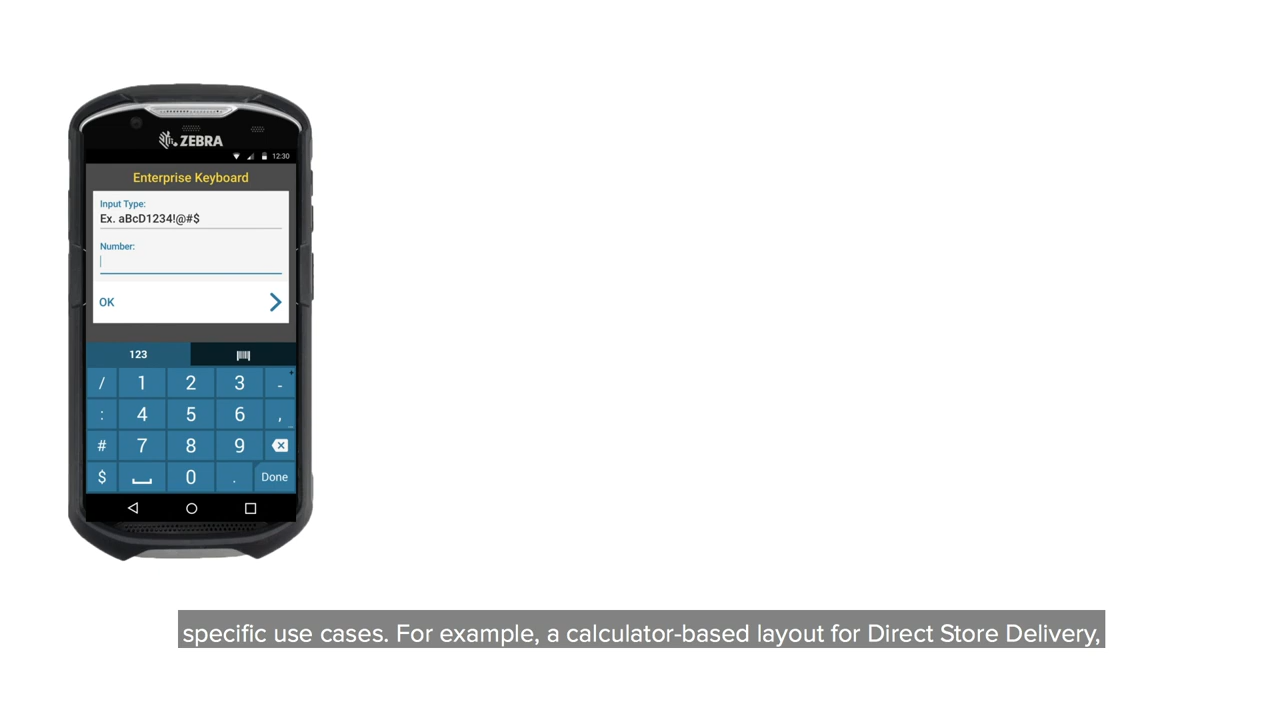 ZEBRA
12:30
Enterprise Keyboard
Input Type:
Ex. aBcD1234!@#$
Number:
OK
123
/ 1 2 3 - +
: 4 5 6 , _
# 7 8 9
$ 0 . Done
specific use cases. For example, a calculator-based layout for Direct Store Delivery,